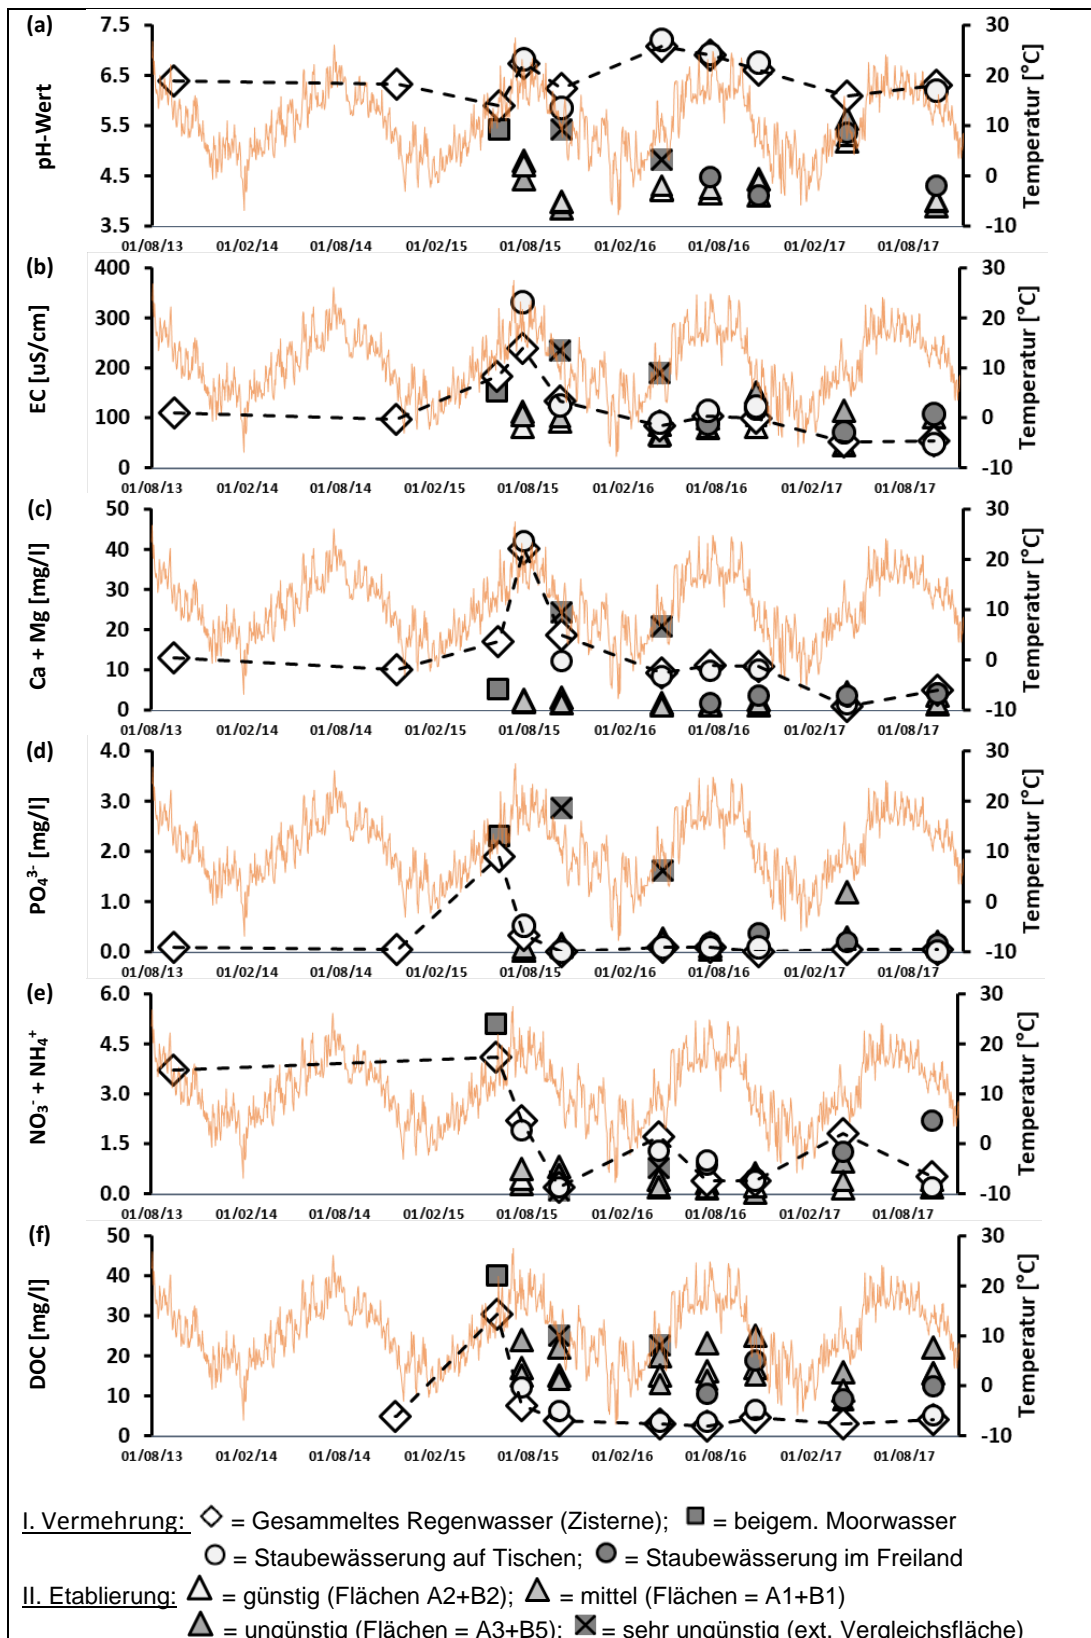 (a)
7.5
6.5
5.5
4.5
3.5
pH-Wert
30
20
10
0
-10
Temperatur [°C]
01/08/13 01/02/14 01/08/14 01/02/15 01/08/15 01/02/16 01/08/16 01/02/17 01/08/17
(b)
400
300
200
100
0
EC [uS/cm]
30
20
10
0
-10
Temperatur [°C]
01/08/13 01/02/14 01/08/14 01/02/15 01/08/15 01/02/16 01/08/16 01/02/17 01/08/17
(c)
50
40
30
20
10
0
Ca + Mg [mg/l]
30
20
10
0
-10
Temperatur [°C]
01/08/13 01/02/14 01/08/14 01/02/15 01/08/15 01/02/16 01/08/16 01/02/17 01/08/17
(d)
4.0
3.0
2.0
1.0
0.0
PO₄³⁻ [mg/l]
30
20
10
0
-10
Temperatur [°C]
01/08/13 01/02/14 01/08/14 01/02/15 01/08/15 01/02/16 01/08/16 01/02/17 01/08/17
(e)
6.0
4.5
3.0
1.5
0.0
NO₃⁻ + NH₄⁺
30
20
10
0
-10
Temperatur [°C]
01/08/13 01/02/14 01/08/14 01/02/15 01/08/15 01/02/16 01/08/16 01/02/17 01/08/17
(f)
50
40
30
20
10
0
DOC [mg/l]
30
20
10
0
-10
Temperatur [°C]
01/08/13 01/02/14 01/08/14 01/02/15 01/08/15 01/02/16 01/08/16 01/02/17 01/08/17
I. Vermehrung: = Gesammeltes Regenwasser (Zisterne); = beigem. Moorwasser
= Staubewässerung auf Tischen; = Staubewässerung im Freiland
II. Etablierung: = günstig (Flächen A2+B2); = mittel (Flächen = A1+B1)
= ungünstig (Flächen = A3+B5); = sehr ungünstig (ext. Vergleichsfläche)